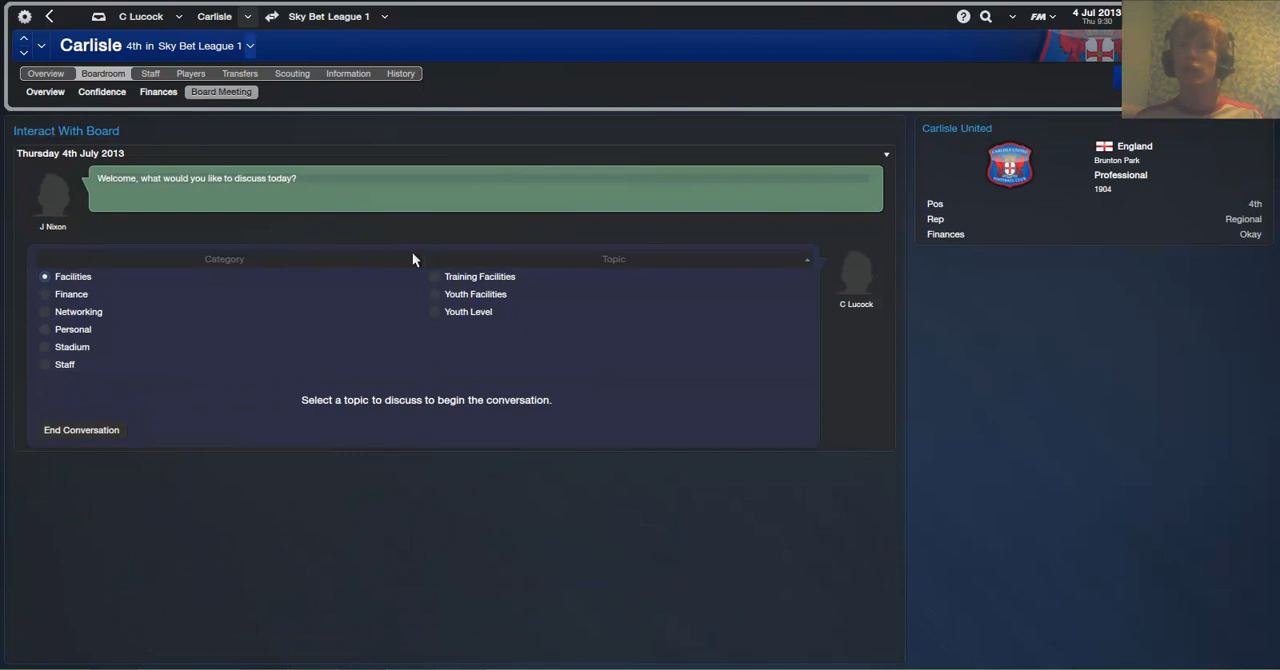 C Lucock Carlisle Sky Bet League 1 FM 4 Jul 2013
Thu 9:30
Carlisle 4th in Sky Bet League 1
Overview Boardroom Staff Players Transfers Scouting Information History
Overview Confidence Finances Board Meeting
Interact With Board
Thursday 4th July 2013
Welcome, what would you like to discuss today?
J Nixon
Category Topic
Facilities Training Facilities
Finance Youth Facilities
Networking Youth Level
Personal
Stadium
Staff
C Lucock
Select a topic to discuss to begin the conversation.
End Conversation
Carlisle United
England
Brunton Park
Professional
1904
Pos 4th
Rep Regional
Finances Okay